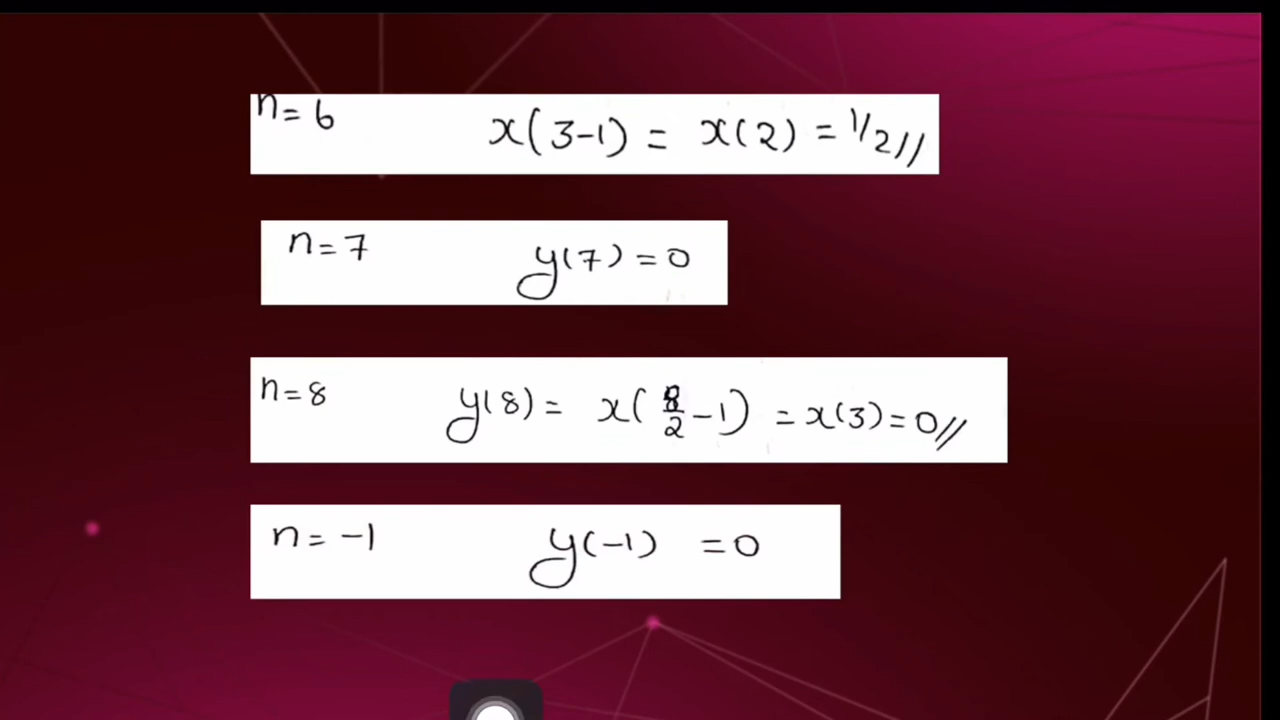 n=6 x(3-1) = x(2) = 1/2//
n=7 y(7)=0
n=8 y(8)= x(8/2-1) =x(3)=0//
n=-1 y(-1) =0